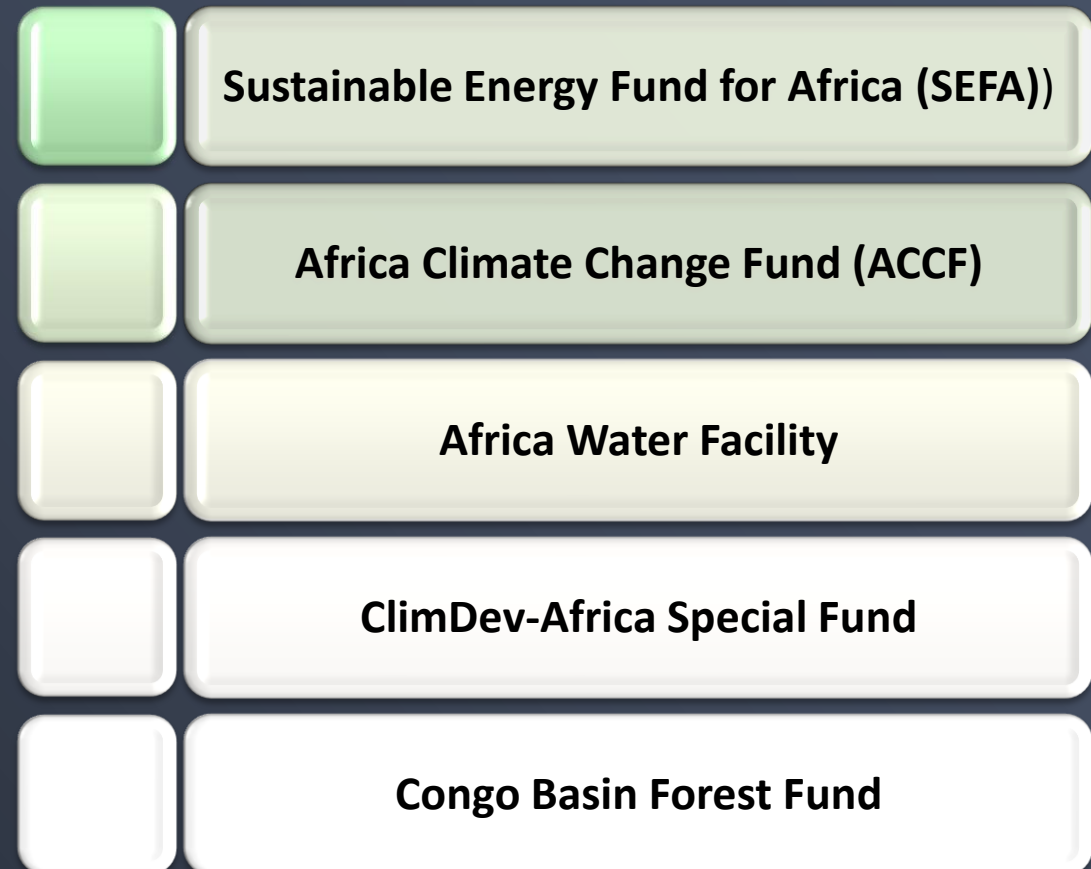 Sustainable Energy Fund for Africa (SEFA))
Africa Climate Change Fund (ACCF)
Africa Water Facility
ClimDev-Africa Special Fund
Congo Basin Forest Fund